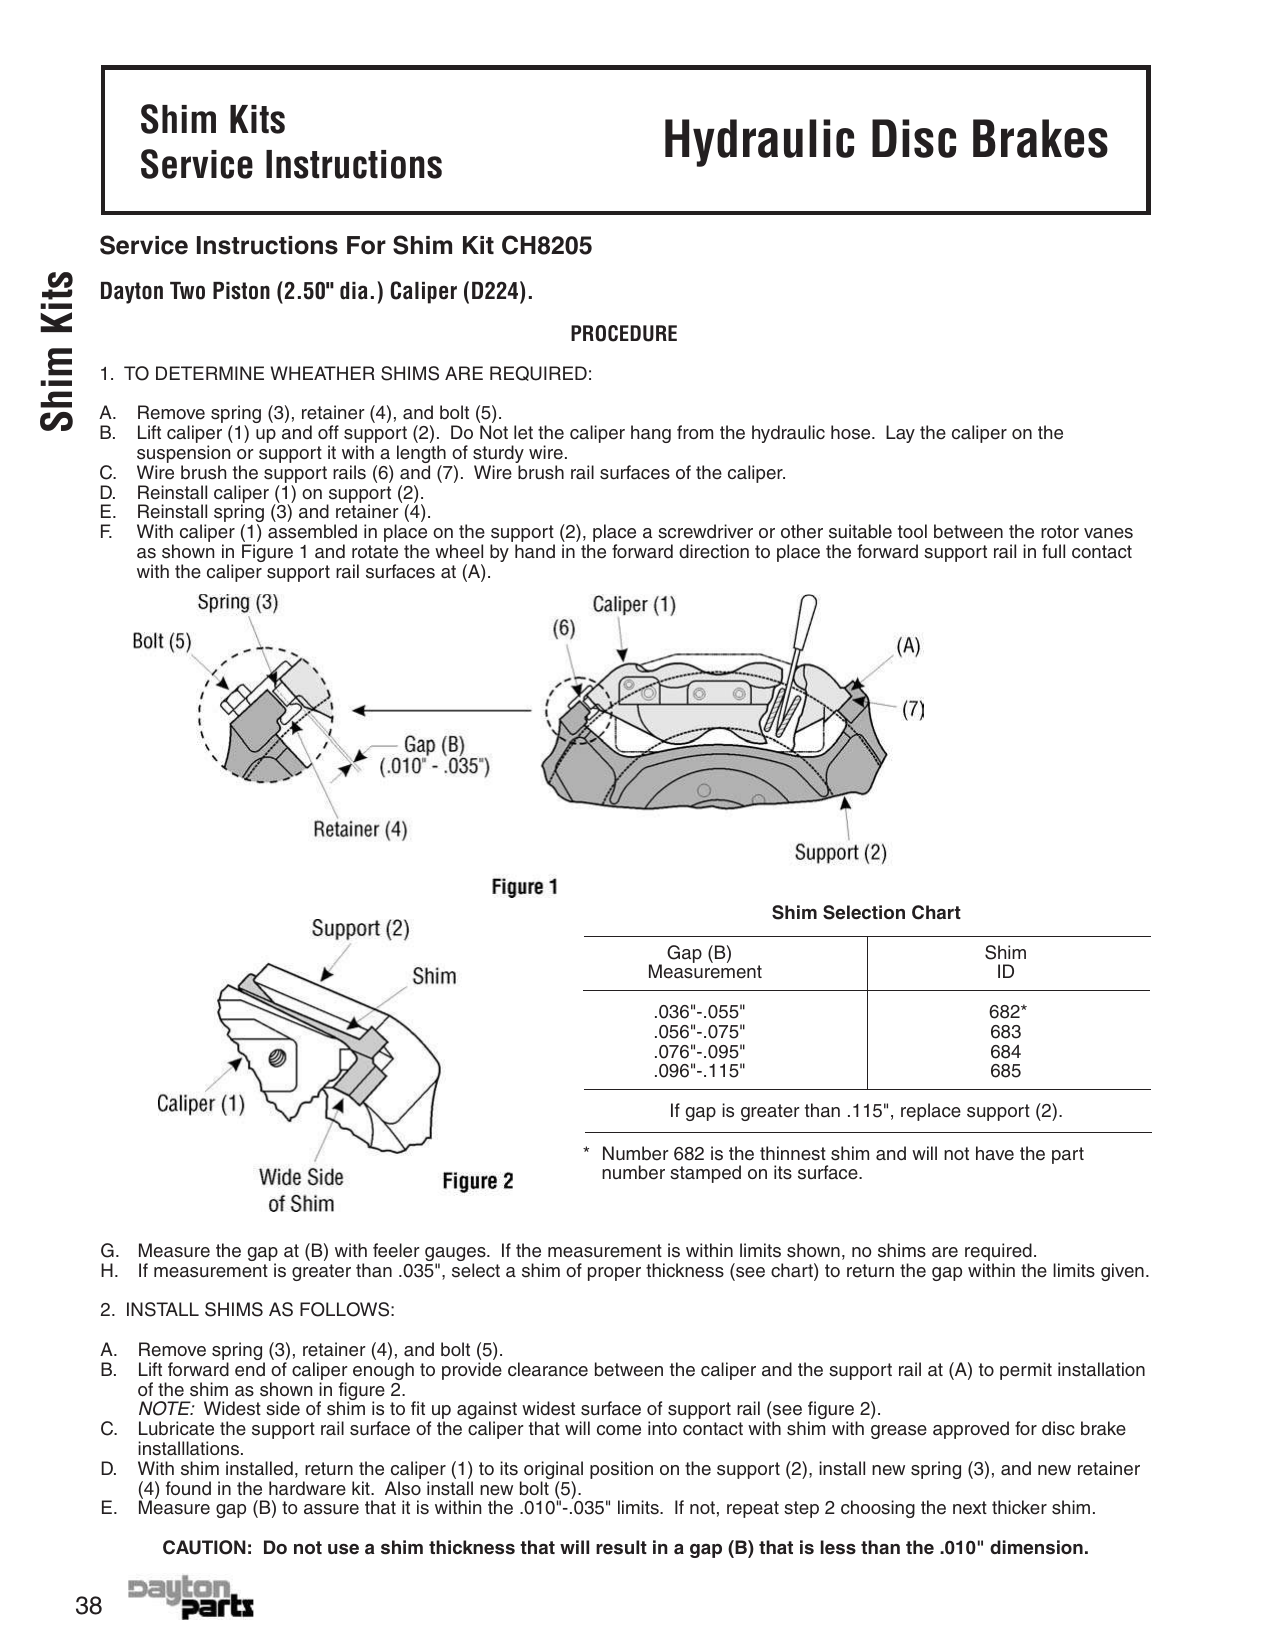 Shim Kits
Service Instructions
Hydraulic Disc Brakes
Shim Kits
Service Instructions For Shim Kit CH8205
Dayton Two Piston (2.50" dia.) Caliper (D224).
PROCEDURE
1. TO DETERMINE WHEATHER SHIMS ARE REQUIRED:
A. Remove spring (3), retainer (4), and bolt (5).
B. Lift caliper (1) up and off support (2). Do Not let the caliper hang from the hydraulic hose. Lay the caliper on the
suspension or support it with a length of sturdy wire.
C. Wire brush the support rails (6) and (7). Wire brush rail surfaces of the caliper.
D. Reinstall caliper (1) on support (2).
E. Reinstall spring (3) and retainer (4).
F. With caliper (1) assembled in place on the support (2), place a screwdriver or other suitable tool between the rotor vanes
as shown in Figure 1 and rotate the wheel by hand in the forward direction to place the forward support rail in full contact
with the caliper support rail surfaces at (A).
Spring (3)
Caliper (1)
(6)
Bolt (5)
(A)
(7)
Gap (B)
(.010" - .035")
Retainer (4)
Support (2)
Figure 1
Support (2)
Shim
Caliper (1)
Wide Side
of Shim
Figure 2
Shim Selection Chart
Gap (B) Shim
Measurement ID
.036"-.055" 682*
.056"-.075" 683
.076"-.095" 684
.096"-.115" 685
If gap is greater than .115", replace support (2).
* Number 682 is the thinnest shim and will not have the part
number stamped on its surface.
G. Measure the gap at (B) with feeler gauges. If the measurement is within limits shown, no shims are required.
H. If measurement is greater than .035", select a shim of proper thickness (see chart) to return the gap within the limits given.
2. INSTALL SHIMS AS FOLLOWS:
A. Remove spring (3), retainer (4), and bolt (5).
B. Lift forward end of caliper enough to provide clearance between the caliper and the support rail at (A) to permit installation
of the shim as shown in figure 2.
NOTE: Widest side of shim is to fit up against widest surface of support rail (see figure 2).
C. Lubricate the support rail surface of the caliper that will come into contact with shim with grease approved for disc brake
installlations.
D. With shim installed, return the caliper (1) to its original position on the support (2), install new spring (3), and new retainer
(4) found in the hardware kit. Also install new bolt (5).
E. Measure gap (B) to assure that it is within the .010"-.035" limits. If not, repeat step 2 choosing the next thicker shim.
CAUTION: Do not use a shim thickness that will result in a gap (B) that is less than the .010" dimension.
38
Dayton
parts